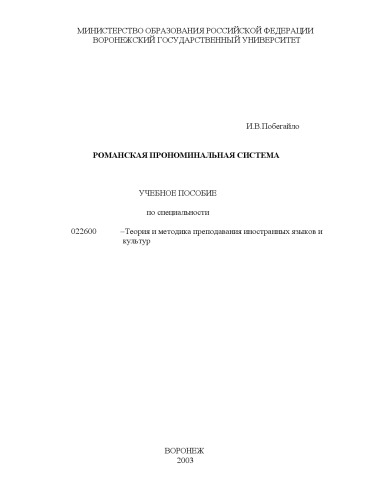 МИНИСТЕРСТВО ОБРАЗОВАНИЯ РОССИЙСКОЙ ФЕДЕРАЦИИ
ВОРОНЕЖСКИЙ ГОСУДАРСТВЕННЫЙ УНИВЕРСИТЕТ
И.В.Побегайло
РОМАНСКАЯ ПРОНОМИНАЛЬНАЯ СИСТЕМА
УЧЕБНОЕ ПОСОБИЕ
по специальности
022600 –Теория и методика преподавания иностранных языков и
культур
ВОРОНЕЖ
2003